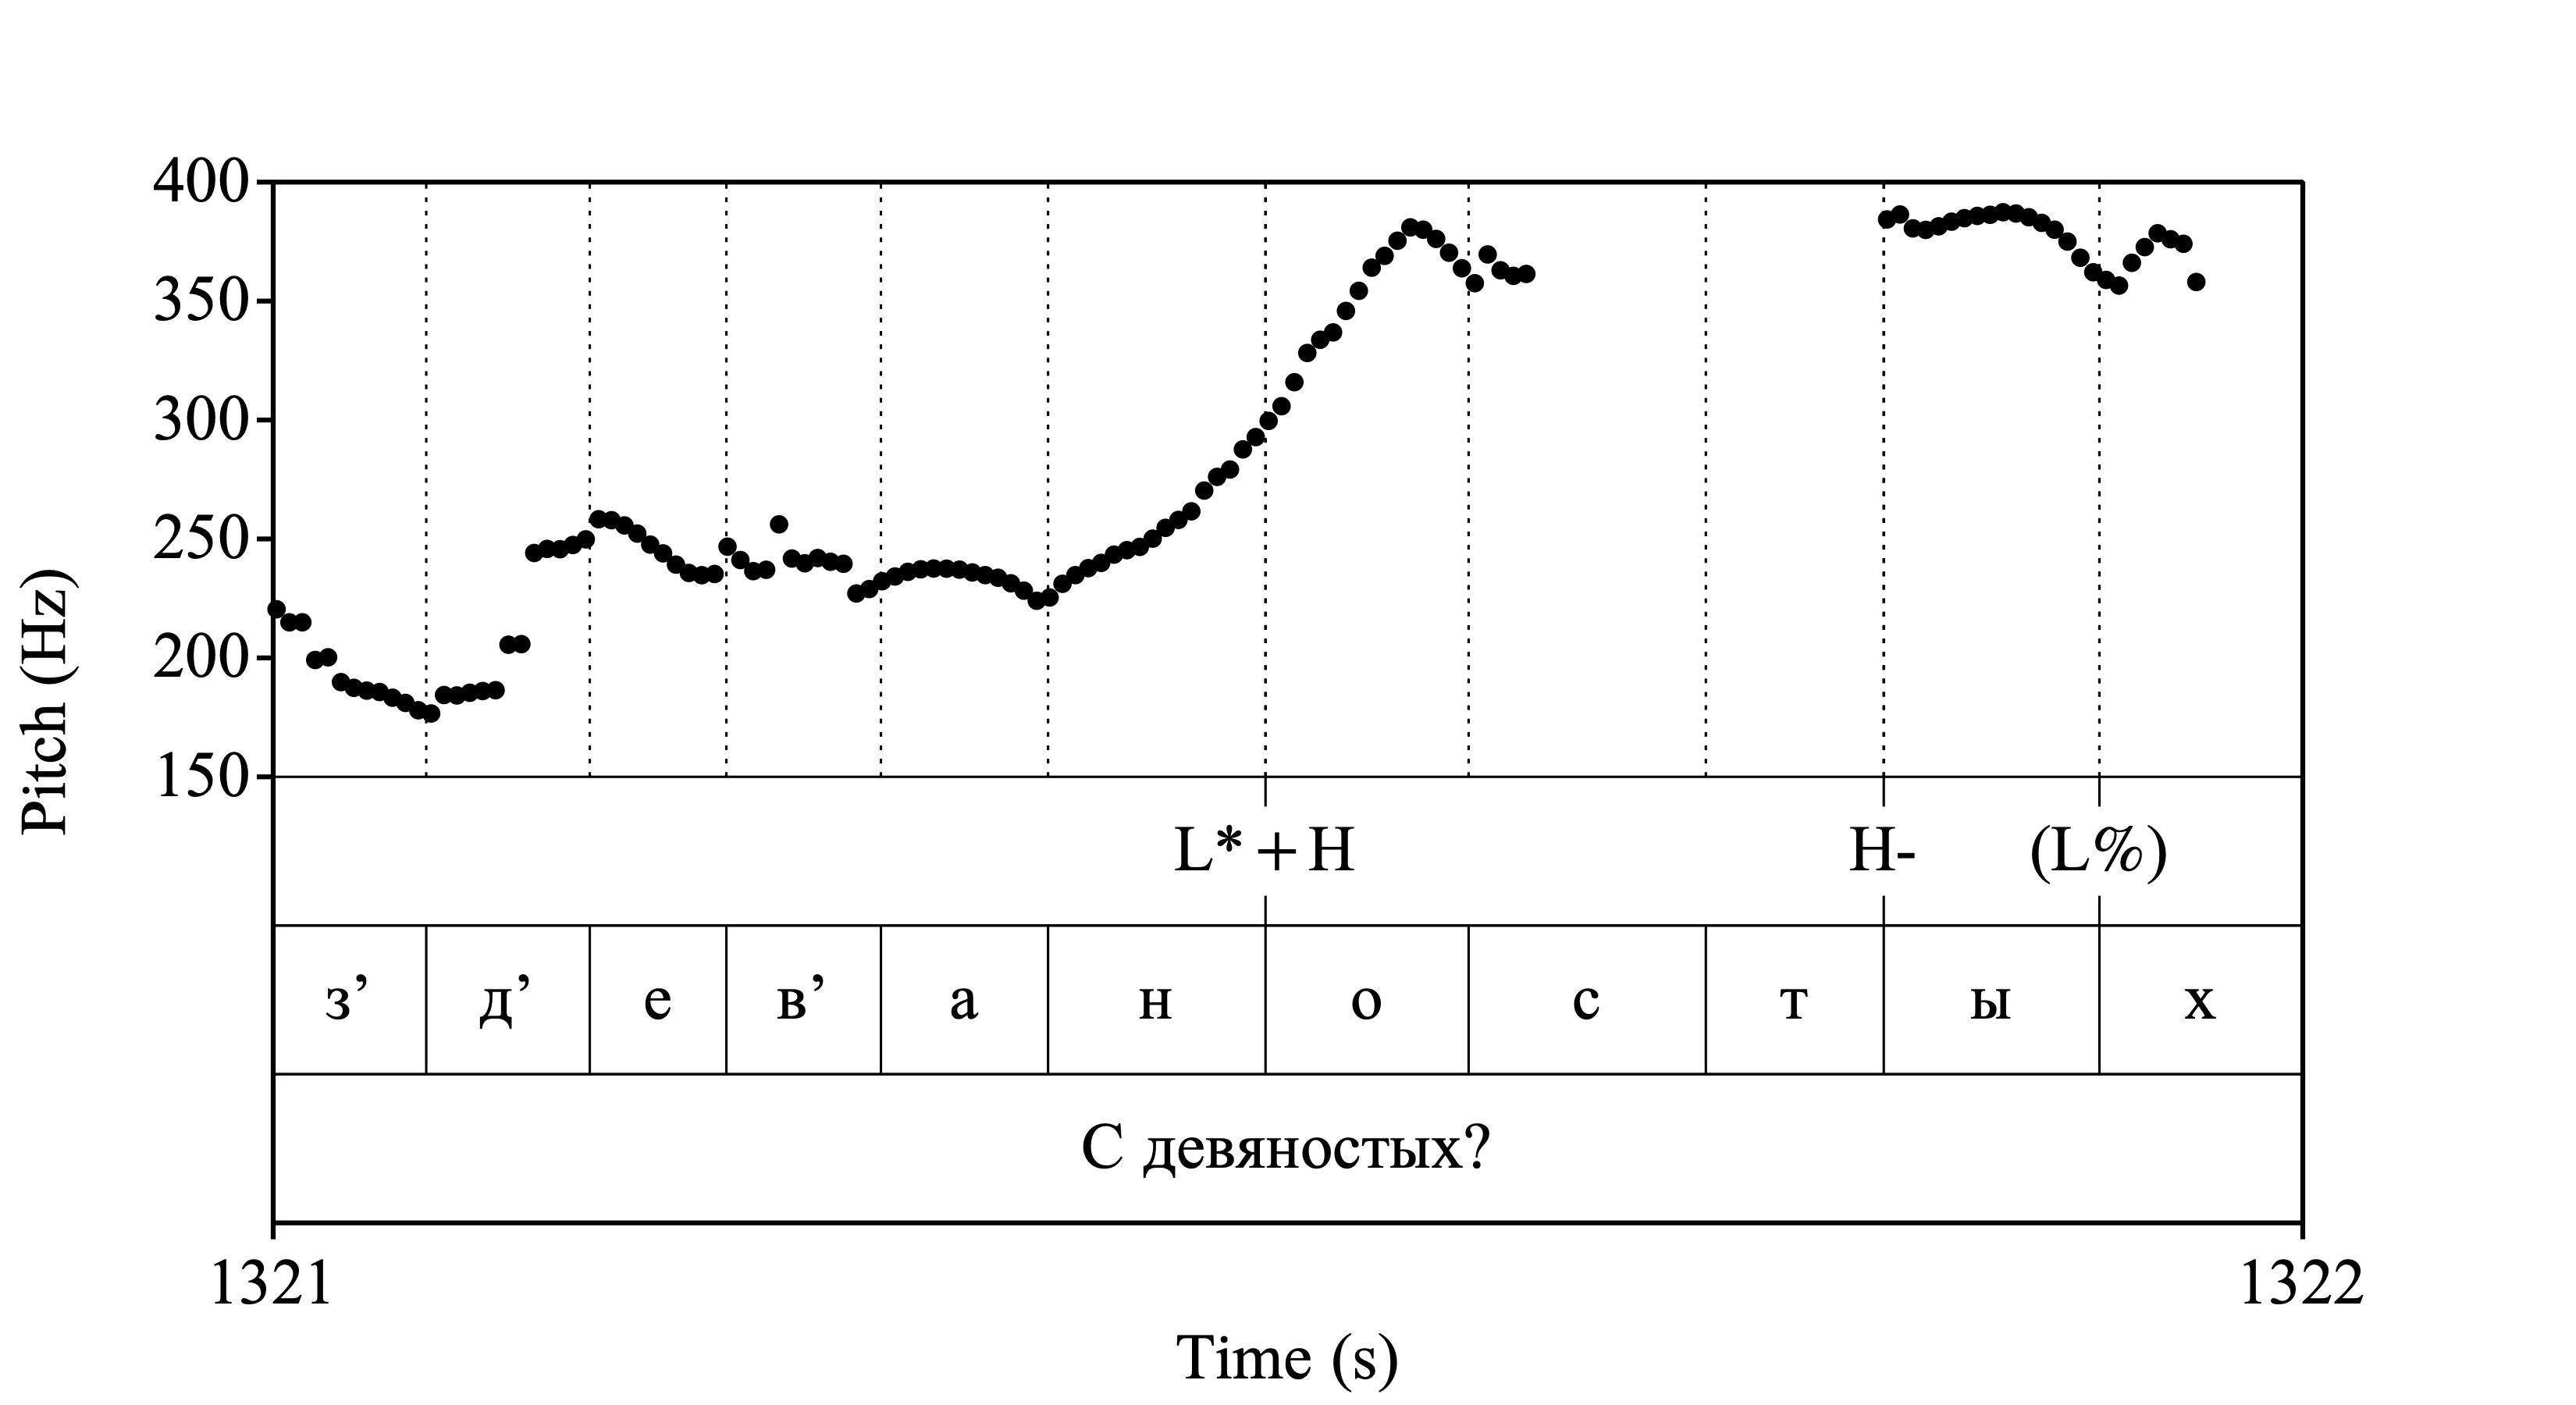 400
350
300
250
200
150
Pitch (Hz)
L*+H H- (L%)
з’ д’ е в’ а н о с т ы х
С девяностых?
1321 1322
Time (s)